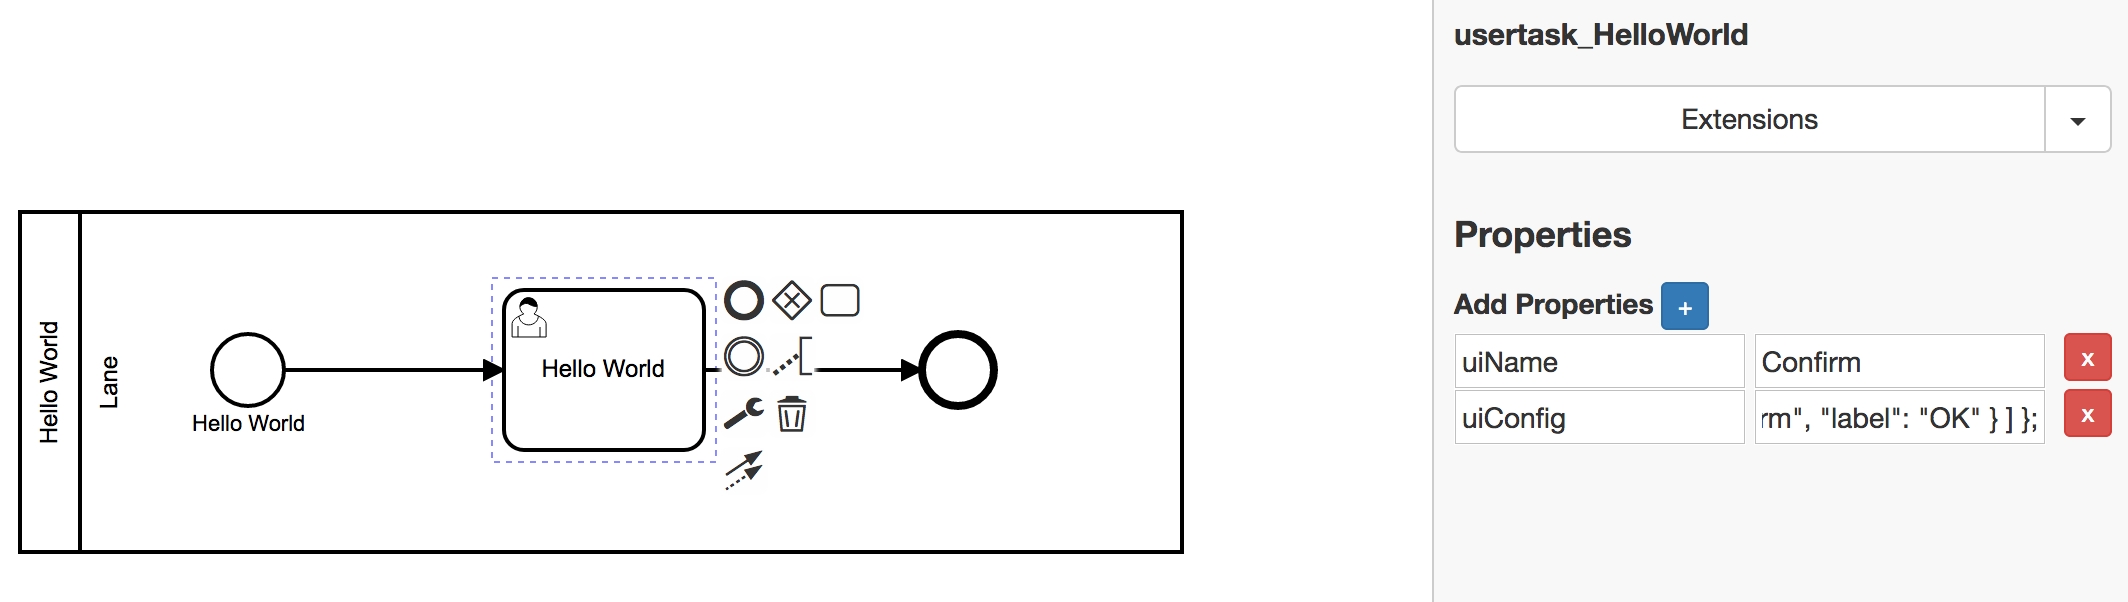 usertask_HelloWorld
Extensions
Properties
Add Properties +
uiName Confirm x
uiConfig rm", "label": "OK" } ] }; x
Hello World
Lane
Hello World
Hello World